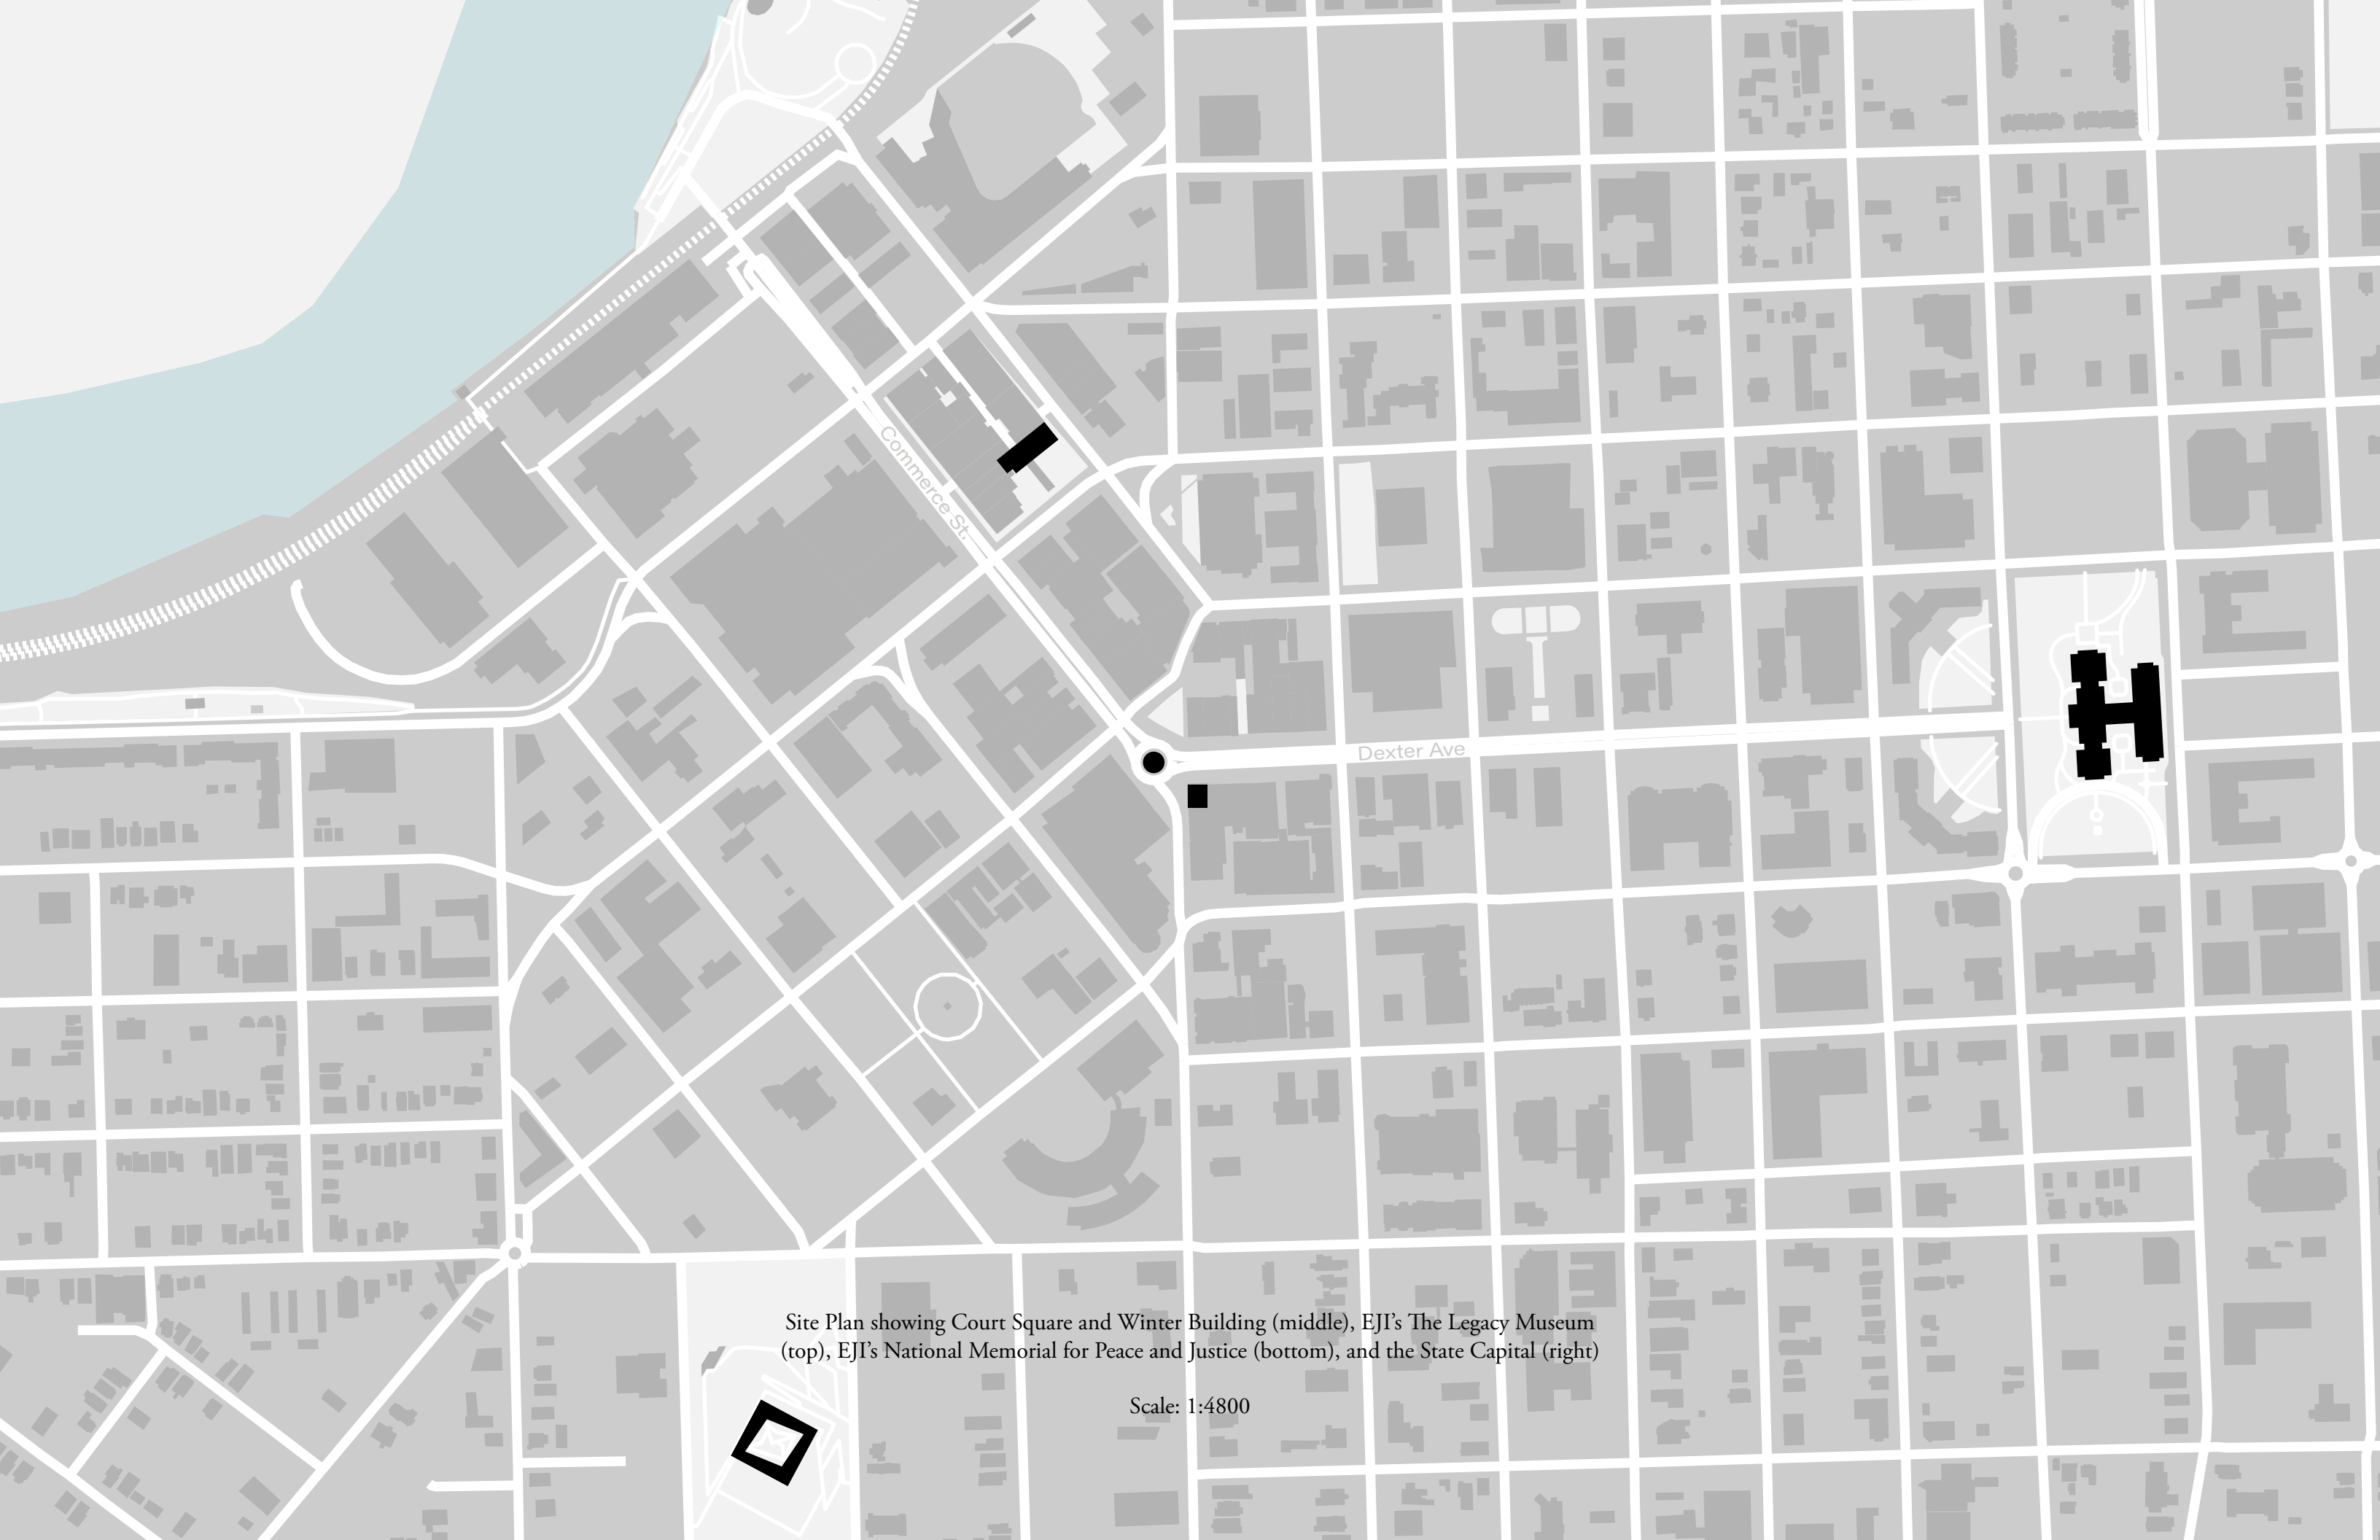 Commerce St.
Dexter Ave
Site Plan showing Court Square and Winter Building (middle), EJI’s The Legacy Museum
(top), EJI’s National Memorial for Peace and Justice (bottom), and the State Capital (right)
Scale: 1:4800